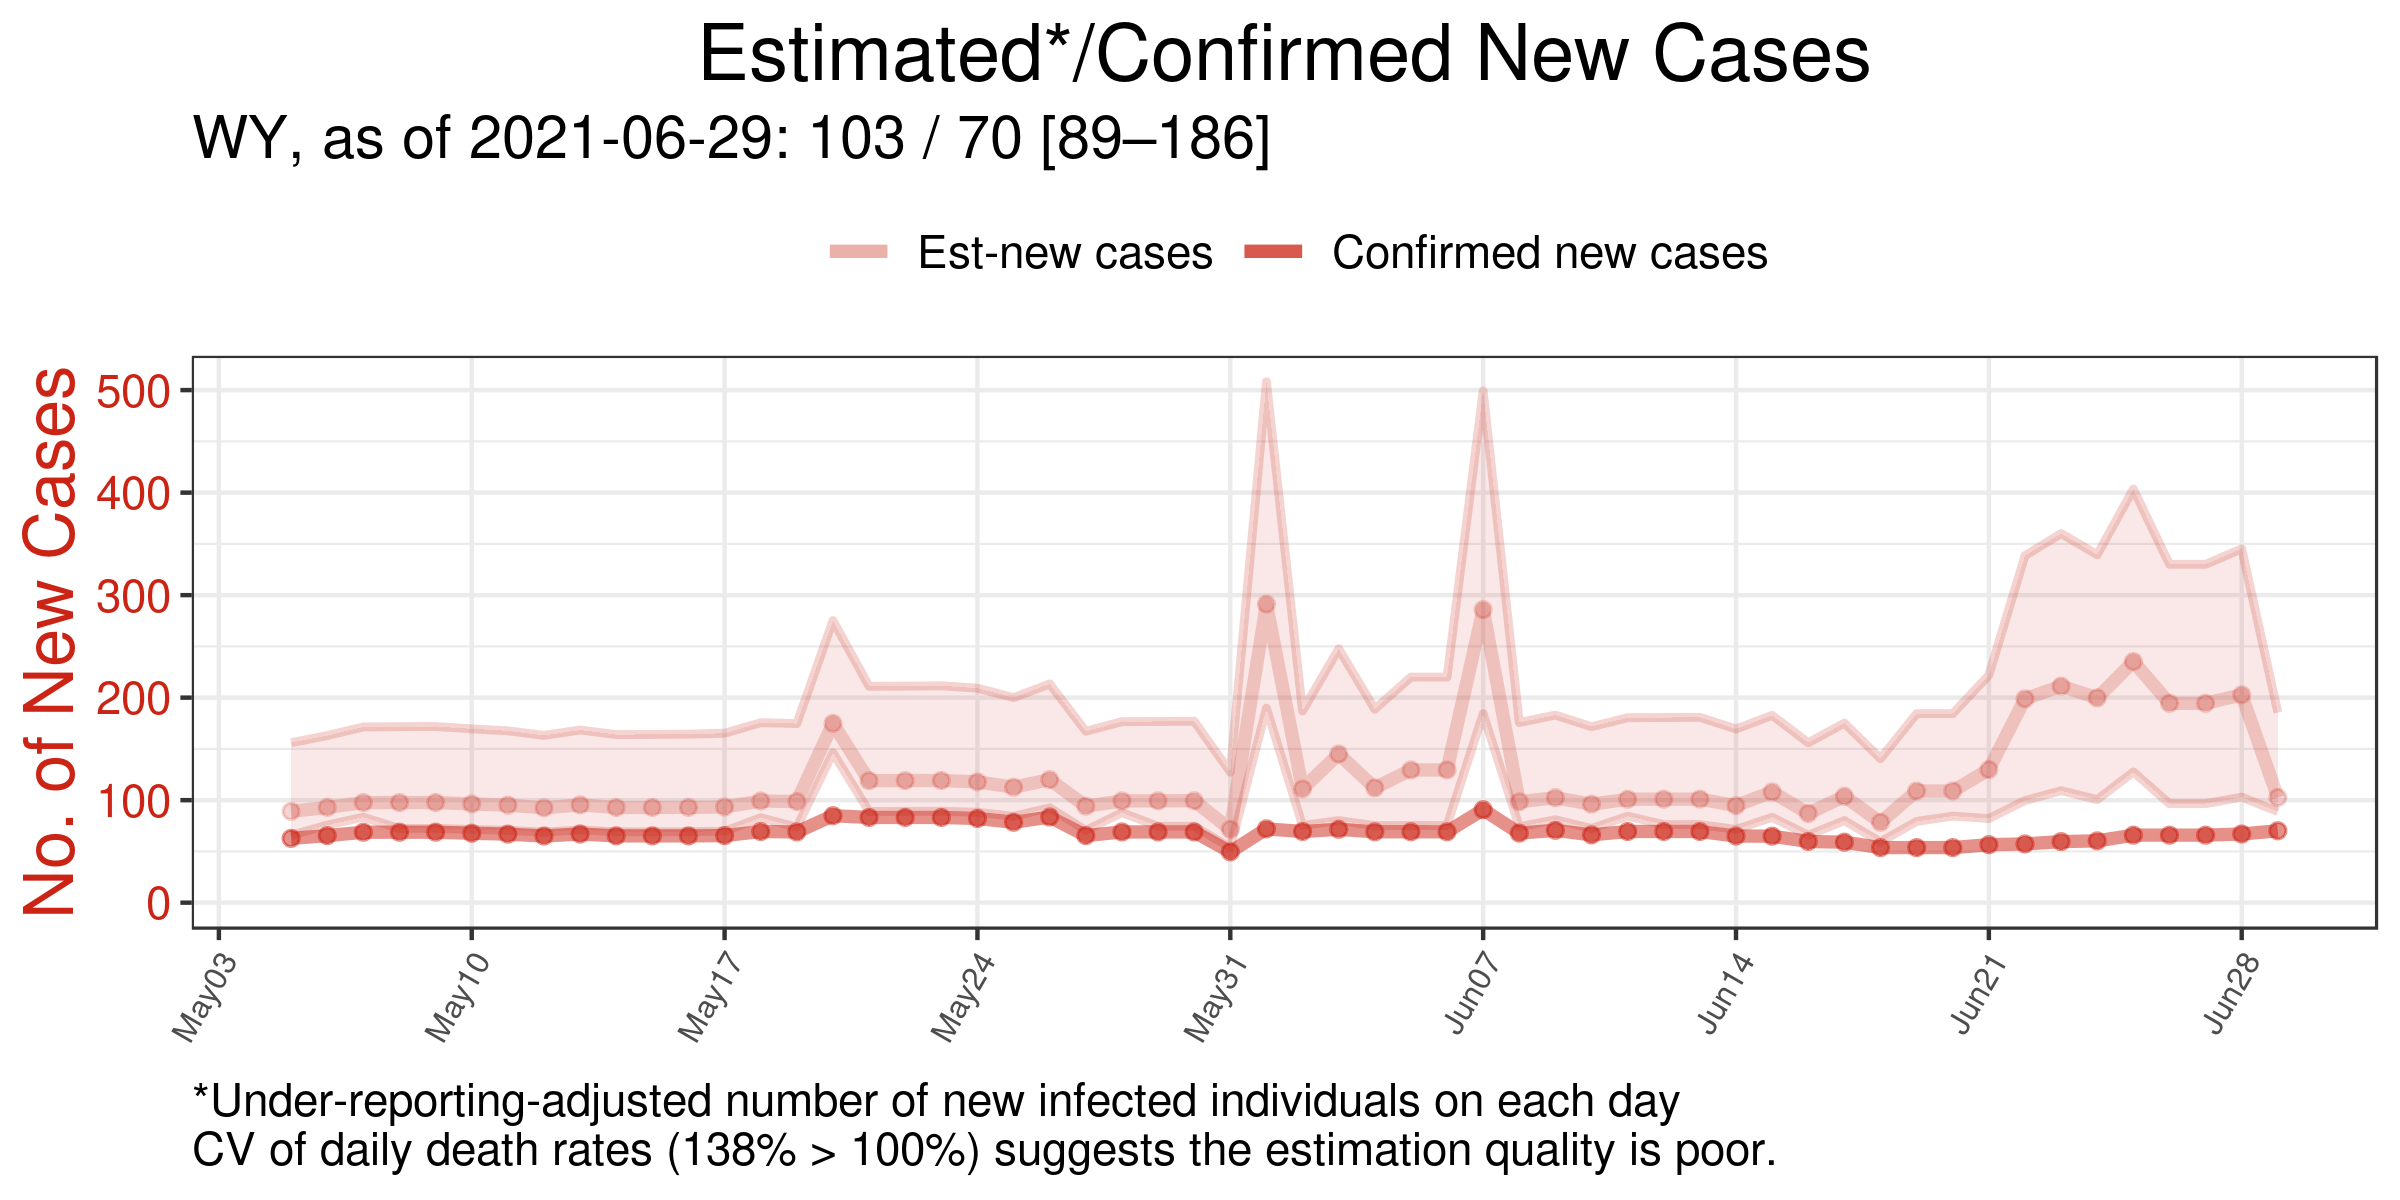 Estimated*/Confirmed New Cases
WY, as of 2021-06-29: 103 / 70 [89–186]
Est-new cases
Confirmed new cases
No. of New Cases
500
400
300
200
100
0
May03
May10
May17
May24
May31
Jun07
Jun14
Jun21
Jun28
*Under-reporting-adjusted number of new infected individuals on each day
CV of daily death rates (138% > 100%) suggests the estimation quality is poor.